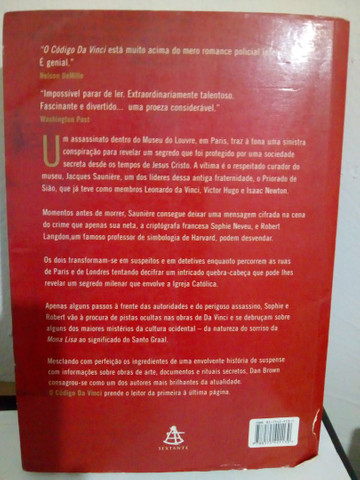 "O Código Da Vinci está muito acima do mero romance policial
É genial."
Nelson DeMille
"Impossível parar de ler. Extraordinariamente talentoso.
Fascinante e divertido... uma proeza considerável."
Washington Post
Um assassinato dentro do Museu do Louvre, em Paris, traz à tona uma sinistra
conspiração para revelar um segredo que foi protegido por uma sociedade
secreta desde os tempos de Jesus Cristo. A vítima é o respeitado curador do
museu, Jacques Saunière, um dos líderes dessa antiga fraternidade, o Priorado de
Sião, que já teve como membros Leonardo da Vinci, Victor Hugo e Isaac Newton.
Momentos antes de morrer, Saunière consegue deixar uma mensagem cifrada na cena
do crime que apenas sua neta, a criptógrafa francesa Sophie Neveu, e Robert
Langdon,um famoso professor de simbologia de Harvard, podem desvendar.
Os dois transformam-se em suspeitos e em detetives enquanto percorrem as ruas
de Paris e de Londres tentando decifrar um intricado quebra-cabeça que pode lhes
revelar um segredo milenar que envolve a Igreja Católica.
Apenas alguns passos à frente das autoridades e do perigoso assassino, Sophie e
Robert vão à procura de pistas ocultas nas obras de Da Vinci e se debruçam sobre
alguns dos maiores mistérios da cultura ocidental – da natureza do sorriso da
Mona Lisa ao significado do Santo Graal.
Mesclando com perfeição os ingredientes de uma envolvente história de suspense
com informações sobre obras de arte, documentos e rituais secretos, Dan Brown
consagrou-se como um dos autores mais brilhantes da atualidade.
O Código Da Vinci prende o leitor da primeira à última página.
SEXTANTE